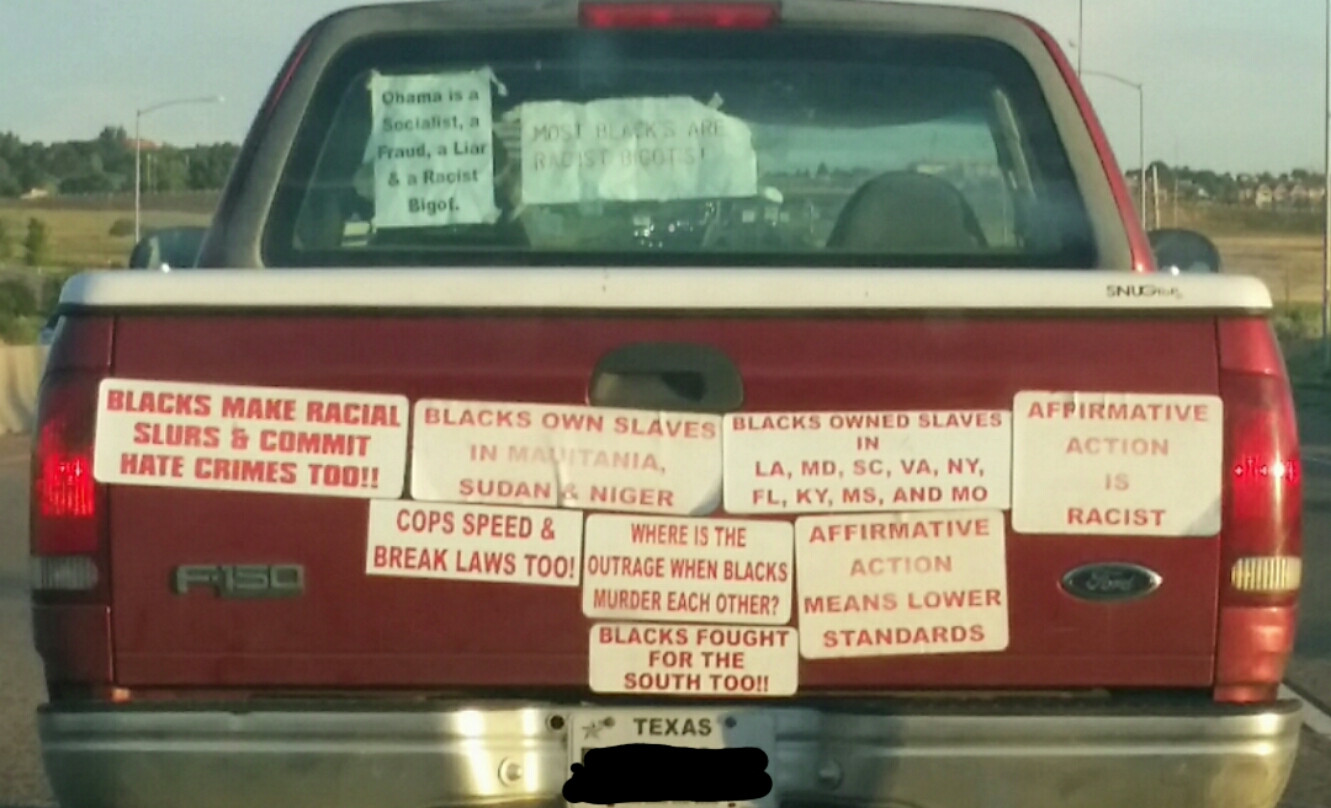 Obama is a
Socialist, a
Fraud, a Liar
& a Racist
Bigot.
MOST BLACKS ARE
RACIST BIGOTS!
BLACKS MAKE RACIAL
SLURS & COMMIT
HATE CRIMES TOO!!
BLACKS OWN SLAVES
IN MAUITANIA,
SUDAN & NIGER
BLACKS OWNED SLAVES
IN
LA, MD, SC, VA, NY,
FL, KY, MS, AND MO
AFFIRMATIVE
ACTION
IS
RACIST
COPS SPEED &
BREAK LAWS TOO!
WHERE IS THE
OUTRAGE WHEN BLACKS
MURDER EACH OTHER?
AFFIRMATIVE
ACTION
MEANS LOWER
STANDARDS
BLACKS FOUGHT
FOR THE
SOUTH TOO!!
F-150
Ford
TEXAS